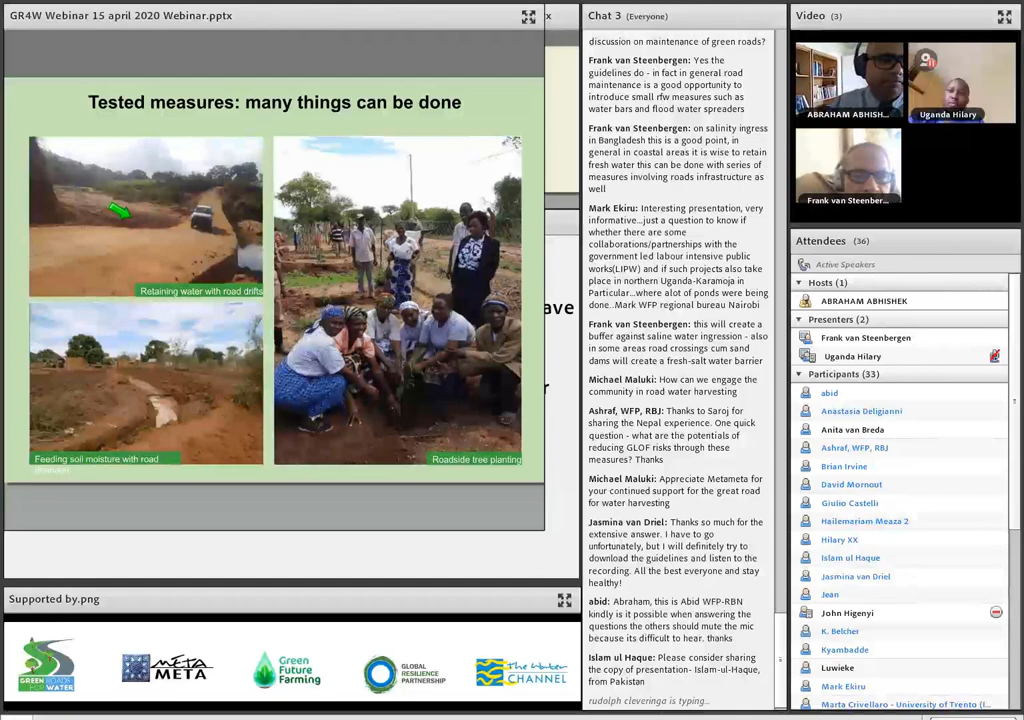 GR4W Webinar 15 april 2020 Webinar.pptx
Tested measures: many things can be done
Retaining water with road drifts
Feeding soil moisture with road
Roadside tree planting
x
ave
r
Supported by.png
GREEN ROADS
FOR WATER
META
META
Green
Future
Farming
GLOBAL
RESILIENCE
PARTNERSHIP
The Water
CHANNEL
Chat 3 (Everyone)
discussion on maintenance of green roads?
Frank van Steenbergen: Yes the
guidelines do - in fact in general road
maintenance is a good opportunity to
introduce small rfw measures such as
water bars and flood water spreaders
Frank van Steenbergen: on salinity ingress
in Bangladesh this is a good point, in
general in coastal areas it is wise to retain
fresh water this can be done with series of
measures involving roads infrastructure as
well
Mark Ekiru: Interesting presentation, very
informative...just a question to know if
whether there are some
collaborations/partnerships with the
government led labour intensive public
works(LIPW) and if such projects also take
place in northern Uganda-Karamoja in
Particular...where alot of ponds were being
done..Mark WFP regional bureau Nairobi
Frank van Steenbergen: this will create a
buffer against saline water ingression - also
in some areas road crossings cum sand
dams will create a fresh-salt water barrier
Michael Maluki: How can we engage the
community in road water harvesting
Ashraf, WFP, RBJ: Thanks to Saroj for
sharing the Nepal experience. One quick
question - what are the potentials of
reducing GLOF risks through these
measures? Thanks
Michael Maluki: Appreciate Metameta for
your continued support for the great road
for water harvesting
Jasmina van Driel: Thanks so much for the
extensive answer. I have to go
unfortunately, but I will definitely try to
download the guidelines and listen to the
recording. All the best everyone and stay
healthy!
abid: Abraham, this is Abid WFP-RBN
kindly is it possible when answering the
questions the others should mute the mic
because its difficult to hear. thanks
Islam ul Haque: Please consider sharing
the copy of presentation- Islam-ul-Haque,
from Pakistan
rudolph cleveringa is typing...
Video (3)
ABRAHAM ABHISH...
Uganda Hilary
Frank van Steenber...
Attendees (36)
Active Speakers
Hosts (1)
ABRAHAM ABHISHEK
Presenters (2)
Frank van Steenbergen
Uganda Hilary
Participants (33)
abid
Anastasia Deligianni
Anita van Breda
Ashraf, WFP, RBJ
Brian Irvine
David Mornout
Giulio Castelli
Hailemariam Meaza 2
Hilary XX
Islam ul Haque
Jasmina van Driel
Jean
John Higenyi
K. Belcher
Kyambadde
Luwieke
Mark Ekiru
Marta Crivellaro - University of Trento (I...